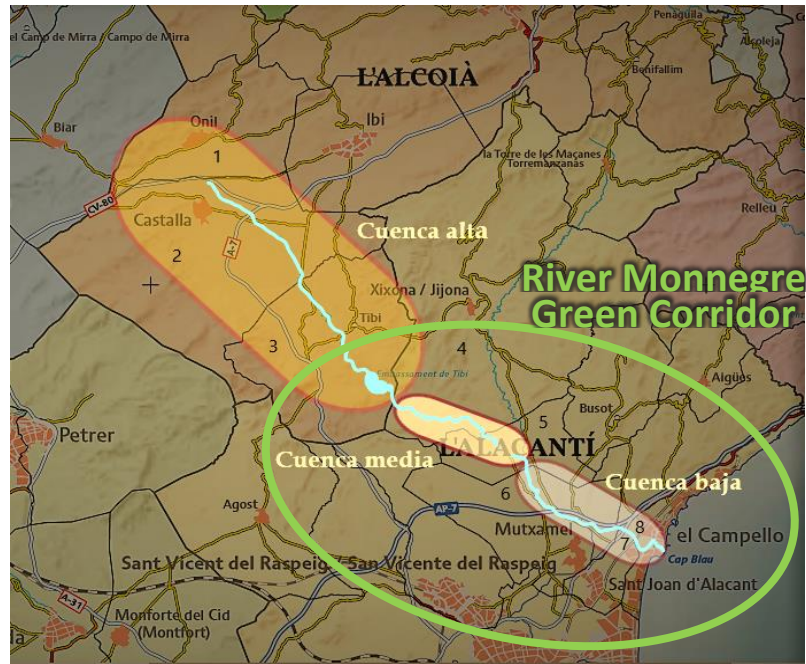 el Camp de Mirra / Campo de Mirra
Penàguila
L'ALCOIÀ
Alcoleja
Benifallim
Onil
Ibi
Biar
1
la Torre de les Maçanes
Torremanzanas
CV-80
Castalla
Relleu
Cuenca alta
A-7
2
River Monnegre
Green Corridor
Xixona / Jijona
Tibi
3
4
Embassament de Tibi
Aigües
Busot
5
Petrer
L'ALACANTÍ
Cuenca media
Cuenca baja
6
Agost
AP-7
Mutxamel
8
7
el Campello
Cap Blau
Sant Vicent del Raspeig / San Vicente del Raspeig
Sant Joan d'Alacant
A-31
Monforte del Cid
(Montfort)
da